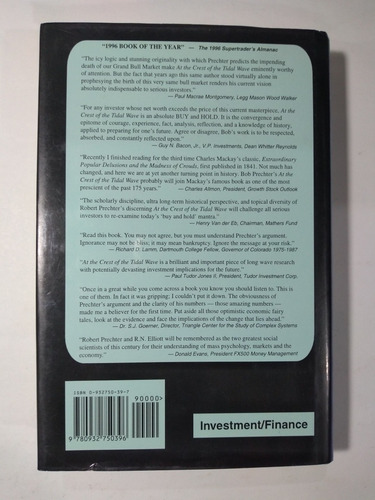 "1996 BOOK OF THE YEAR" — The 1996 Supertrader's Almanac
"The icy logic and stunning originality with which Prechter predicts the impending
death of our Grand Bull Market make At the Crest of the Tidal Wave eminently worthy
of attention. But the fact that years ago this same author stood virtually alone in
prophesying the birth of this very same bull market renders his current vision
absolutely indispensable to serious investors."
— Paul Macrae Montgomery, Legg Mason Wood Walker
"For any investor whose net worth exceeds the price of this current masterpiece, At
the Crest of the Tidal Wave is an absolute BUY and HOLD. It is the convergence and
epitome of courage, experience, fact, analysis, reflection, and a knowledge of history,
applied to preparing for one's future. Agree or disagree, Bob's work is to be respected,
absorbed, and constantly reflected upon."
— Guy N. Bacon, Jr., V.P. Investments, Dean Whitter Reynolds
"Recently I finished reading for the third time Charles Mackay's classic, Extraordinary
Popular Delusions and the Madness of Crowds, first published in 1841. Not much has
changed, and here we are at yet another turning point in history. Bob Prechter's At the
Crest of the Tidal Wave probably will join Mackay's famous book as one of the most
prescient of the past 175 years."
— Charles Allmon, President, Growth Stock Outlook
"The scholarly discipline, ultra long-term historical perspective, and topical diversity of
Robert Prechter's discerning At the Crest of the Tidal Wave will challenge all serious
investors to re-examine today's 'buy and hold' mantra."
— Henry Van der Eb, Chairman, Mathers Fund
"Read this book. You may not agree, but you must understand Prechter's argument.
Ignorance may not be bliss; it may mean bankruptcy. Ignore the message at your risk."
— Richard D. Lamm, Dartmouth College Fellow, Governor of Colorado 1975-1987
"At the Crest of the Tidal Wave is a brilliant and important piece of long wave research
with potentially devasting investment implications for the future."
— Paul Tudor Jones II, President, Tudor Investment Corp.
"Once in a great while you come across a book you know you should listen to. This is
one of them. In fact it was gripping; I couldn't put it down. The obviousness of
Prechter's argument and the clarity of his numbers — those amazing numbers —
made me a believer for the first time. Put aside all those optimistic economic fairy
tales, look at the evidence and face the implications of the change that lies ahead."
— Dr. S.J. Goerner, Director, Triangle Center for the Study of Complex Systems
"Robert Prechter and R.N. Elliott will be remembered as the two greatest social
scientists of this century for their understanding of mass psychology, markets and the
economy."
— Donald Evans, President FX500 Money Management
ISBN 0-932750-39-7
90000>
9 780932 750396
Investment/Finance